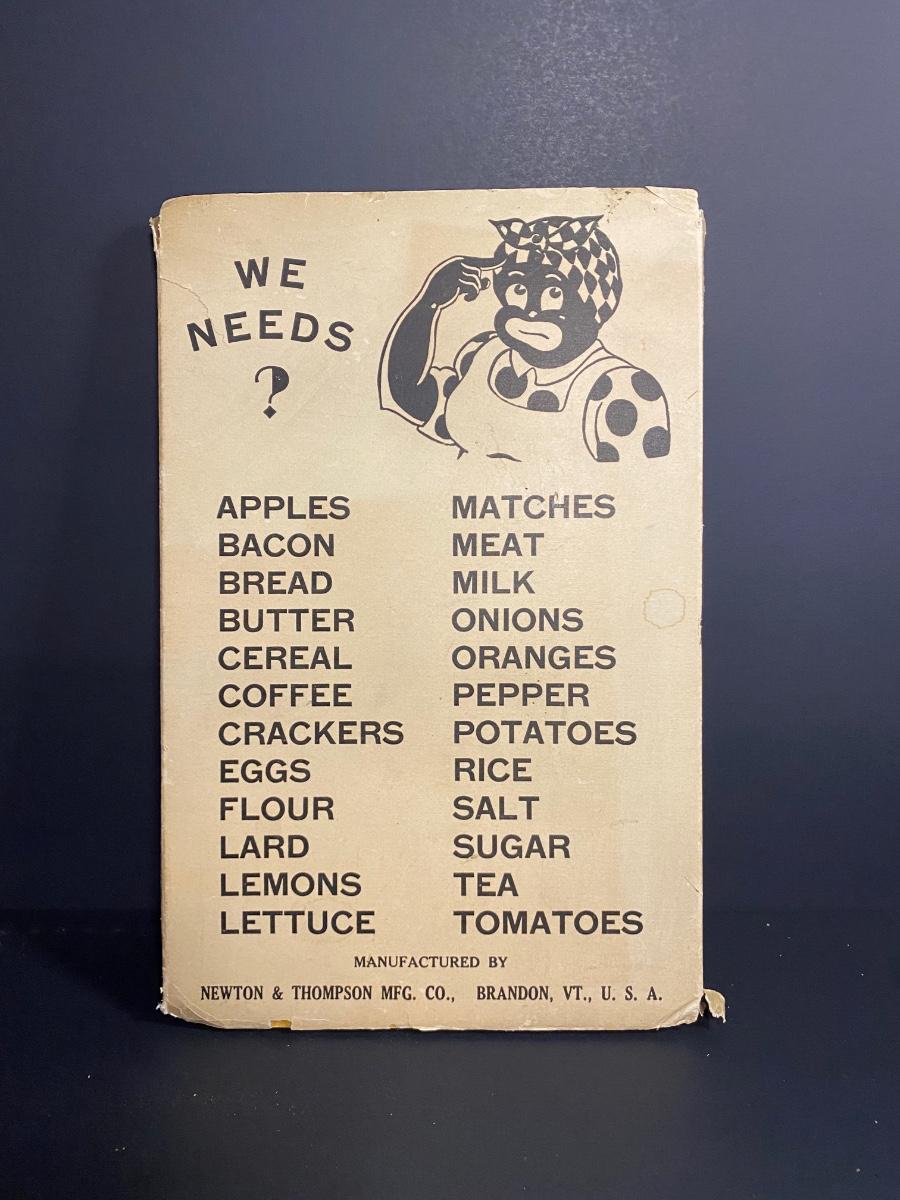 WE
NEEDS
?
APPLES
BACON
BREAD
BUTTER
CEREAL
COFFEE
CRACKERS
EGGS
FLOUR
LARD
LEMONS
LETTUCE
MATCHES
MEAT
MILK
ONIONS
ORANGES
PEPPER
POTATOES
RICE
SALT
SUGAR
TEA
TOMATOES
MANUFACTURED BY
NEWTON & THOMPSON MFG. CO., BRANDON, VT., U. S. A.